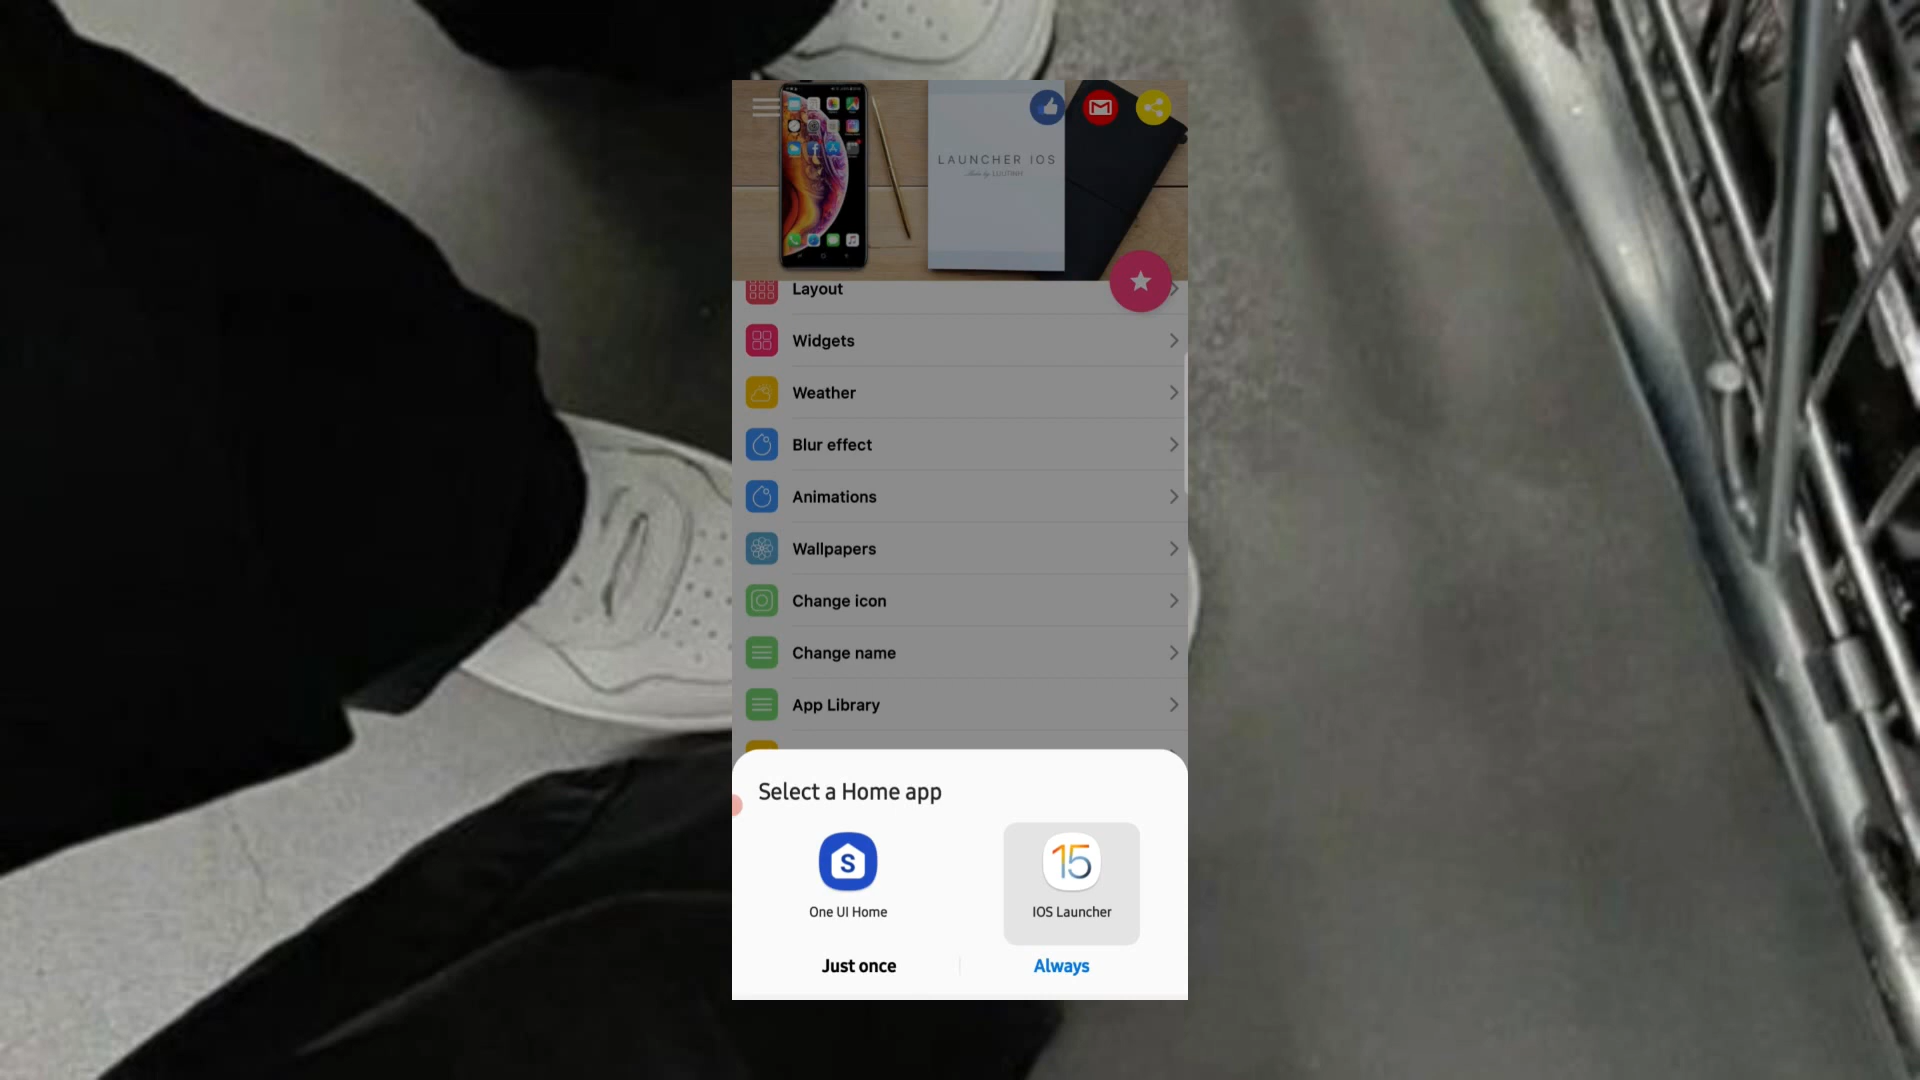 LAUNCHER IOS
Layout
Widgets
Weather
Blur effect
Animations
Wallpapers
Change icon
Change name
App Library
Select a Home app
S
15
One UI Home
IOS Launcher
Just once
Always